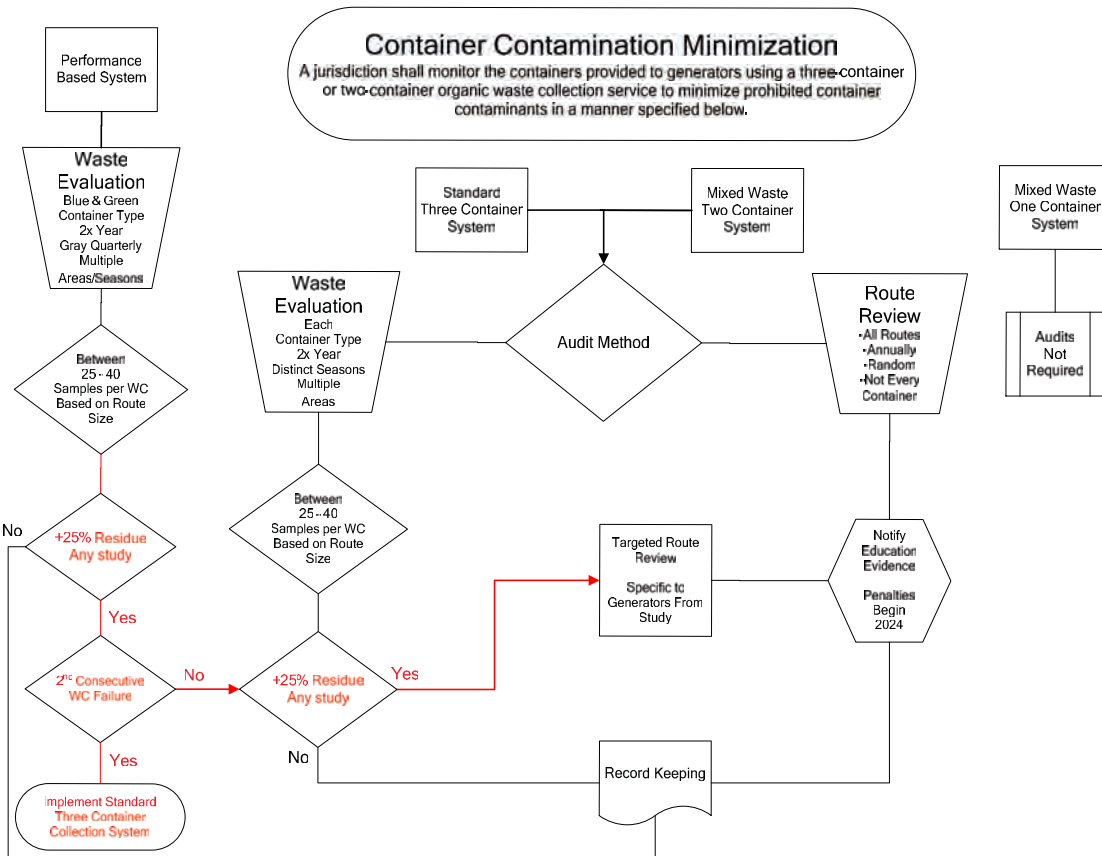 Container Contamination Minimization
A jurisdiction shall monitor the containers provided to generators using a three-container
or two-container organic waste collection service to minimize prohibited container
contaminants in a manner specified below.
Performance
Based System
Waste
Evaluation
Blue & Green
Container Type
2x Year
Gray Quarterly
Multiple
Areas/Seasons
Between
25-40
Samples per WC
Based on Route
Size
No
+25% Residue
Any study
Yes
2nd Consecutive
WC Failure
No
Yes
Implement Standard
Three Container
Collection System
Standard
Three Container
System
Mixed Waste
Two Container
System
Audit Method
Waste
Evaluation
Each
Container Type
2x Year
Distinct Seasons
Multiple
Areas
Between
25-40
Samples per WC
Based on Route
Size
+25% Residue
Any study
Yes
No
Targeted Route
Review
Specific to
Generators From
Study
Route
Review
-All Routes
-Annually
-Random
-Not Every
Container
Notify
Education
Evidence
Penalties
Begin
2024
Record Keeping
Mixed Waste
One Container
System
Audits
Not
Required